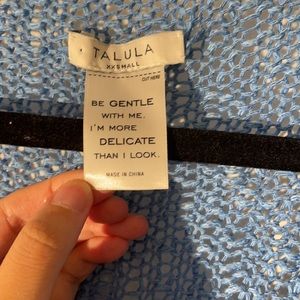 TALULA
XXSMALL
CUT HERE
BE GENTLE
WITH ME.
I'M MORE
DELICATE
THAN I LOOK.
MADE IN CHINA